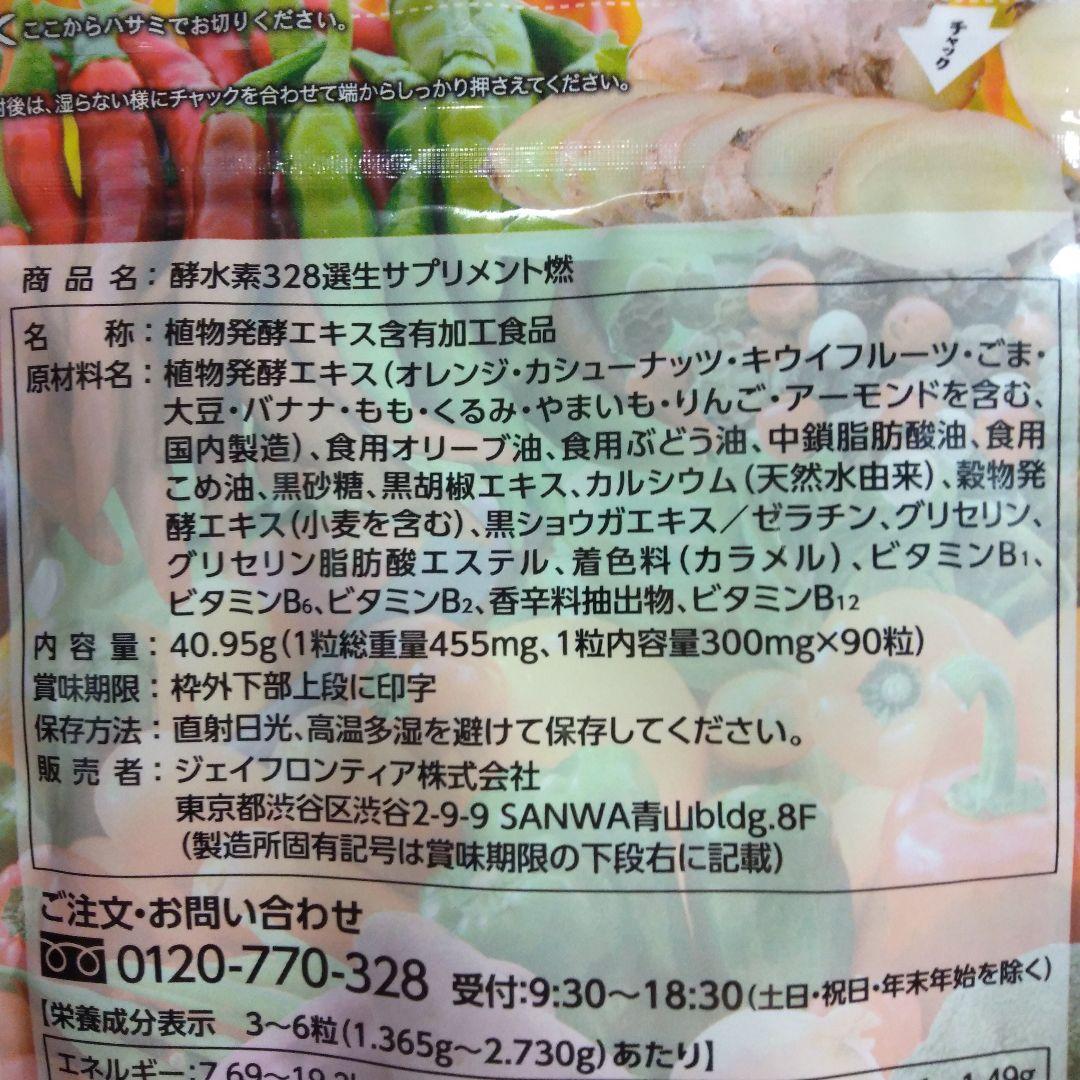 ここからハサミでお切りください。
チャック
封後は、湿らない様にチャックを合わせて端からしっかり押さえてください。
商品名：酵水素328選生サプリメント燃
名称：植物発酵エキス含有加工食品
原材料名：植物発酵エキス(オレンジ・カシューナッツ・キウイフルーツ・ごま・
大豆・バナナ・もも・くるみ・やまいも・りんご・アーモンドを含む、
国内製造)、食用オリーブ油、食用ぶどう油、中鎖脂肪酸油、食用
こめ油、黒砂糖、黒胡椒エキス、カルシウム(天然水由来)、穀物発
酵エキス(小麦を含む)、黒ショウガエキス／ゼラチン、グリセリン、
グリセリン脂肪酸エステル、着色料(カラメル)、ビタミンB₁、
ビタミンB₆、ビタミンB₂、香辛料抽出物、ビタミンB₁₂
内容量：40.95g(1粒総重量455mg、1粒内容量300mg×90粒)
賞味期限：枠外下部上段に印字
保存方法：直射日光、高温多湿を避けて保存してください。
販売者：ジェイフロンティア株式会社
東京都渋谷区渋谷2-9-9 SANWA青山bldg.8F
(製造所固有記号は賞味期限の下段右に記載)
ご注文・お問い合わせ
0120-770-328 受付:9:30〜18:30(土日・祝日・年末年始を除く)
【栄養成分表示 3〜6粒(1.365g〜2.730g)あたり】
エネルギー:7.69〜
1.49g